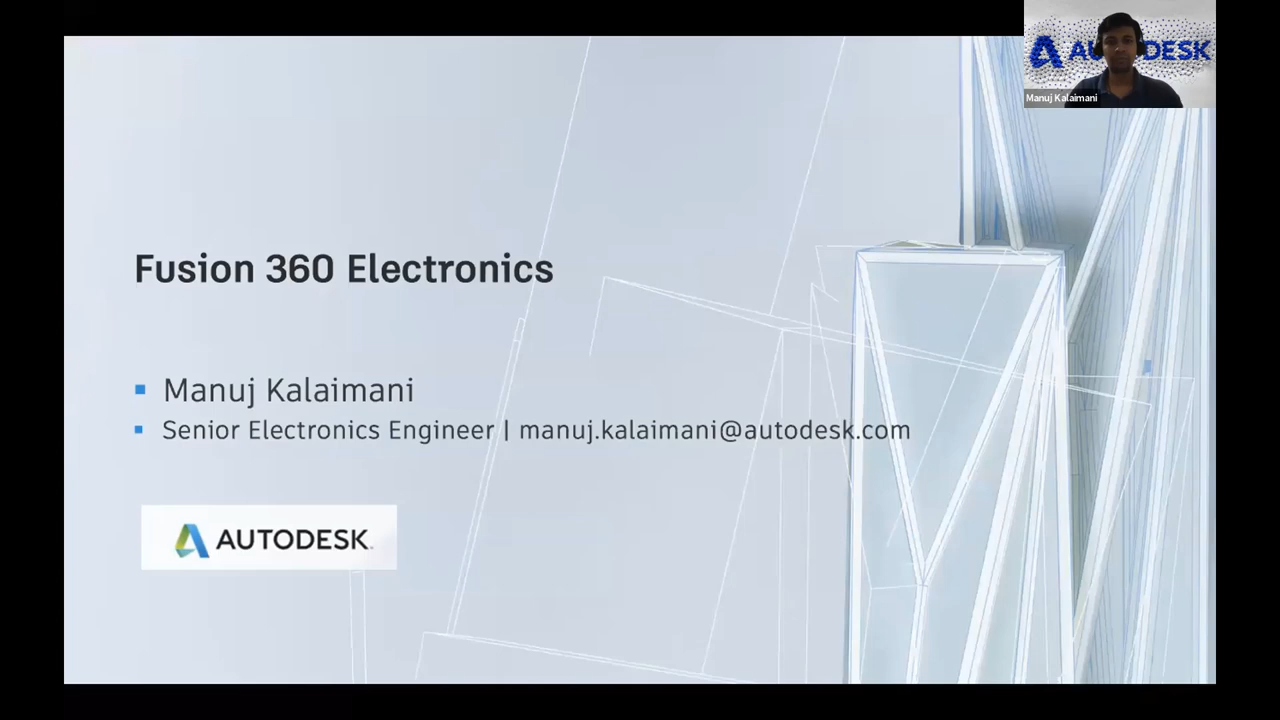 AUTODESK
Manuj Kalaimani
Fusion 360 Electronics
▪ Manuj Kalaimani
▪ Senior Electronics Engineer | manuj.kalaimani@autodesk.com
AUTODESK